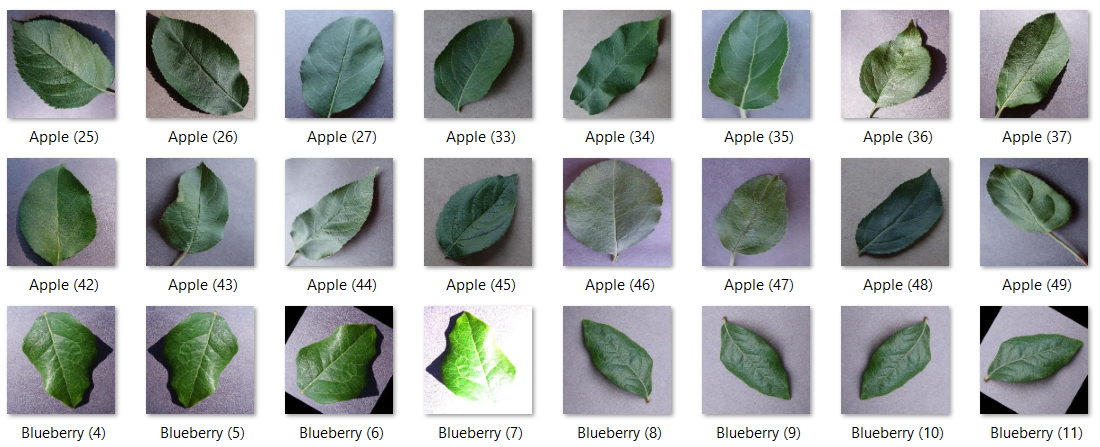 Apple (25) Apple (26) Apple (27) Apple (33) Apple (34) Apple (35) Apple (36) Apple (37)
Apple (42) Apple (43) Apple (44) Apple (45) Apple (46) Apple (47) Apple (48) Apple (49)
Blueberry (4) Blueberry (5) Blueberry (6) Blueberry (7) Blueberry (8) Blueberry (9) Blueberry (10) Blueberry (11)